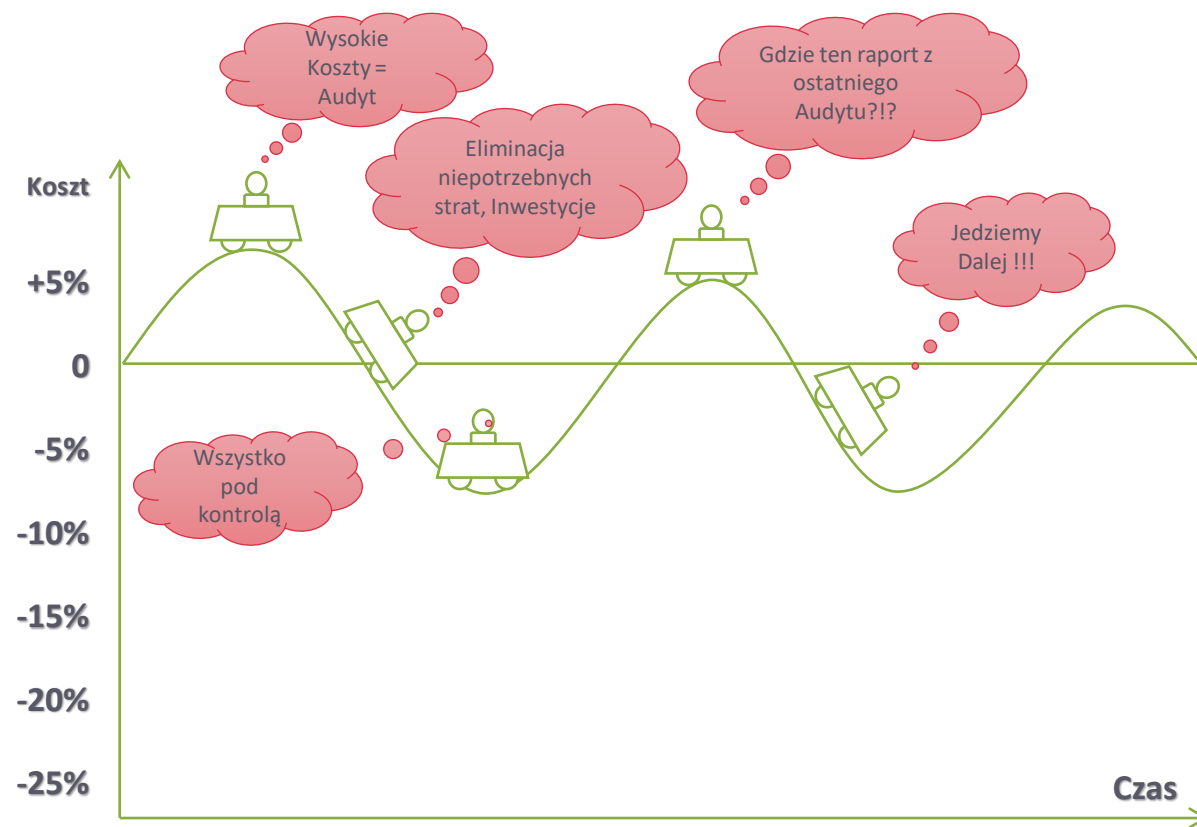 Wysokie
Koszty =
Audyt
Gdzie ten raport z
ostatniego
Audytu?!?
Eliminacja
niepotrzebnych
strat, Inwestycje
Jedziemy
Dalej !!!
Wszystko
pod
kontrolą
Koszt
+5%
0
-5%
-10%
-15%
-20%
-25%
Czas